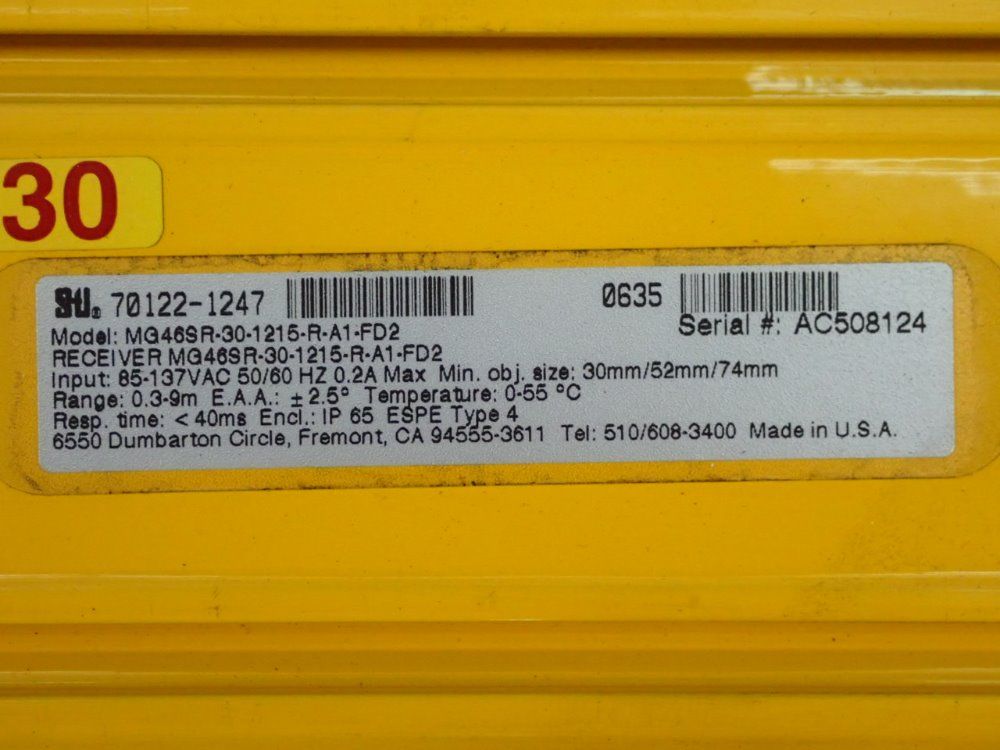 30
STI® 70122-1247 0635
Serial #: AC508124
Model: MG46SR-30-1215-R-A1-FD2
RECEIVER MG46SR-30-1215-R-A1-FD2
Input: 85-137VAC 50/60 HZ 0.2A Max Min. obj. size: 30mm/52mm/74mm
Range: 0.3-9m E.A.A.: ±2.5° Temperature: 0-55 °C
Resp. time: < 40ms Encl.: IP 65 ESPE Type 4
6550 Dumbarton Circle, Fremont, CA 94555-3611 Tel: 510/608-3400 Made in U.S.A.